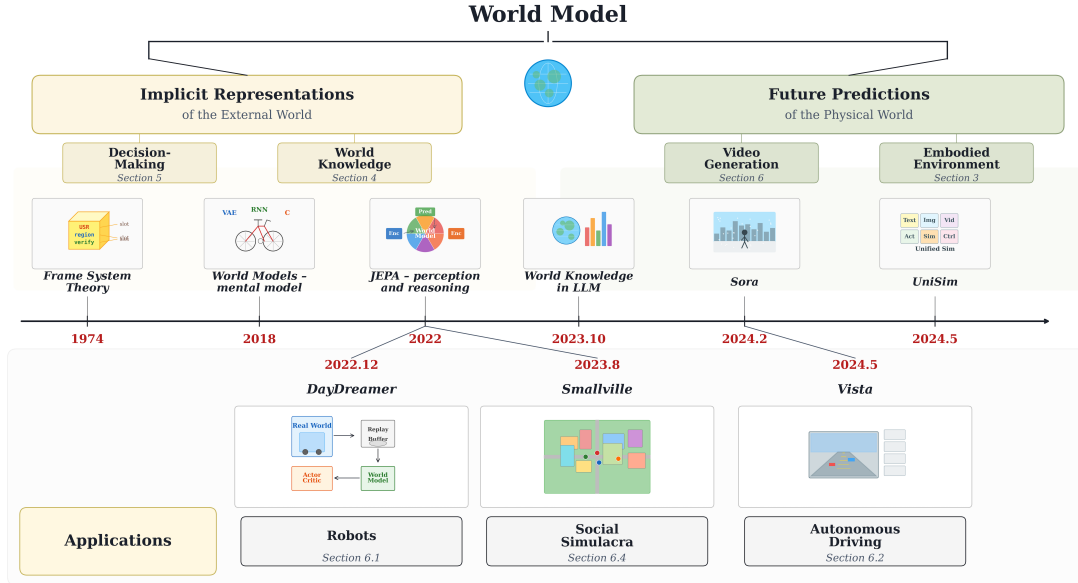 World Model
Implicit Representations
of the External World
Future Predictions
of the Physical World
Decision-
Making
Section 5
World
Knowledge
Section 4
Video
Generation
Section 6
Embodied
Environment
Section 3
USR
region
verify
slot
slot
VAE
RNN
C
Pred
Enc
World
Model
Enc
Text
Img
Vid
Act
Sim
Ctrl
Unified Sim
Frame System
Theory
World Models –
mental model
JEPA – perception
and reasoning
World Knowledge
in LLM
Sora
UniSim
1974
2018
2022
2023.10
2024.2
2024.5
2022.12
2023.8
2024.5
DayDreamer
Smallville
Vista
Real World
Replay
Buffer
Actor
Critic
World
Model
Applications
Robots
Section 6.1
Social
Simulacra
Section 6.4
Autonomous
Driving
Section 6.2